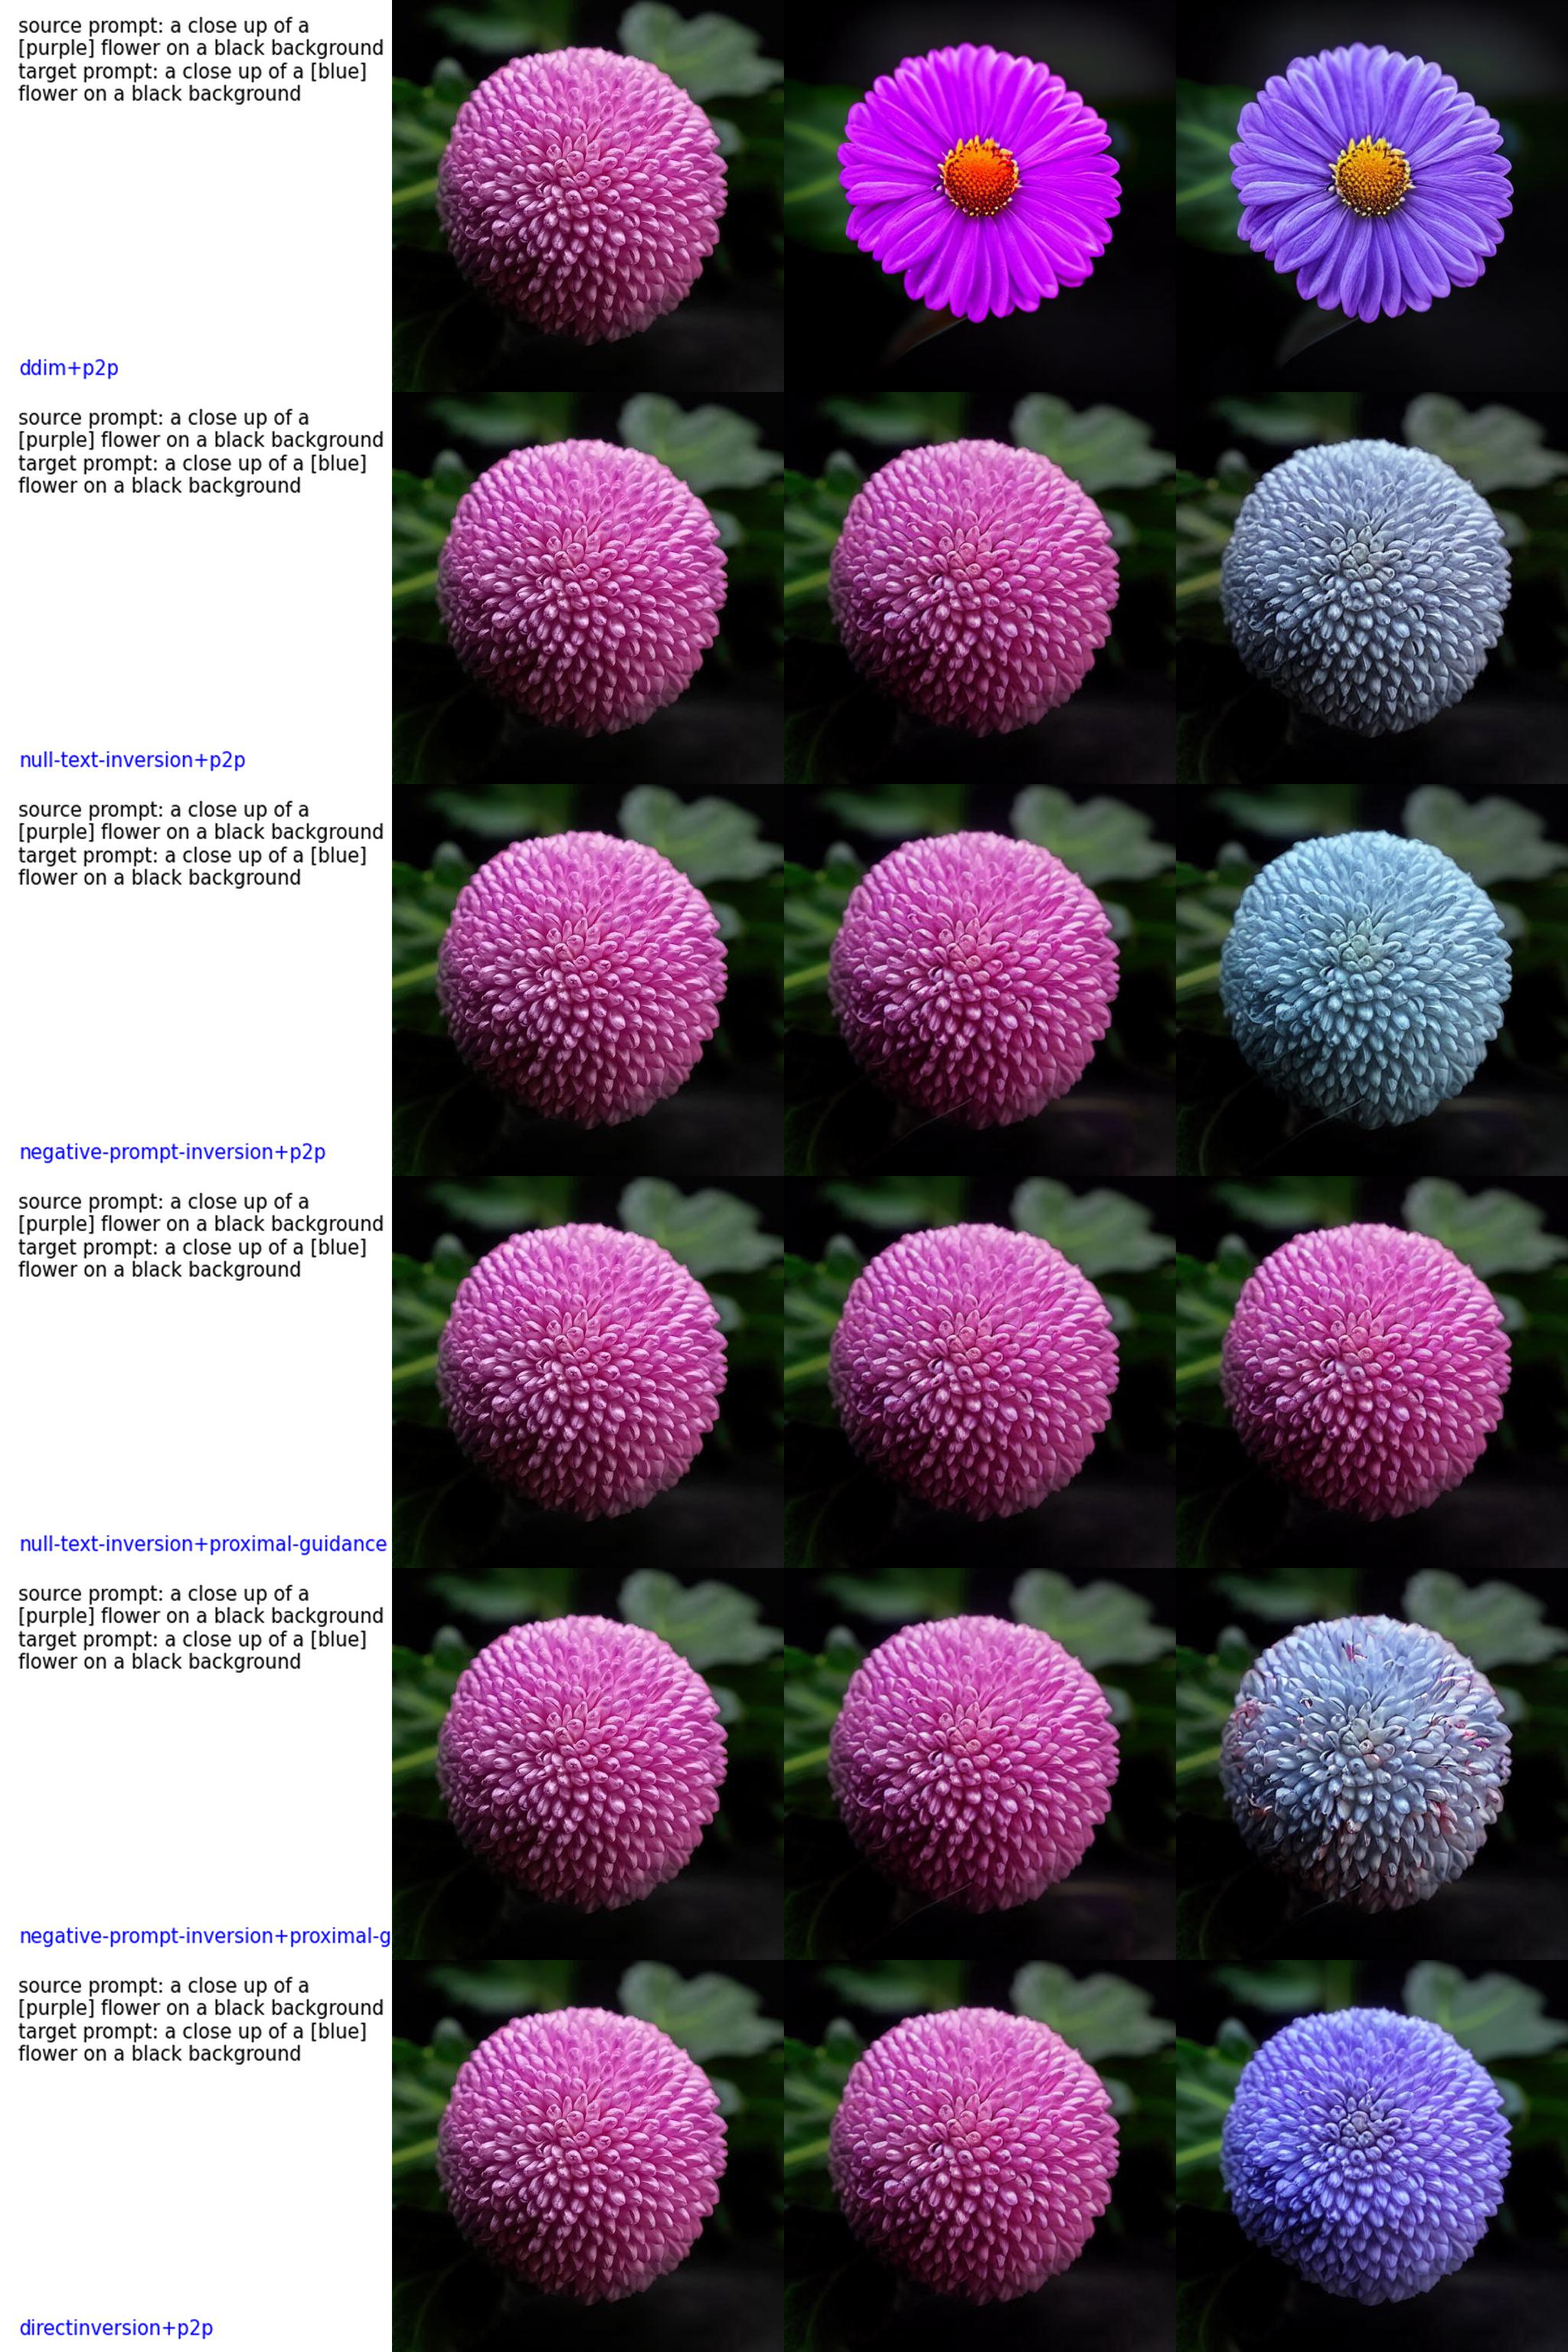 source prompt: a close up of a
[purple] flower on a black background
target prompt: a close up of a [blue]
flower on a black background
ddim+p2p
source prompt: a close up of a
[purple] flower on a black background
target prompt: a close up of a [blue]
flower on a black background
null-text-inversion+p2p
source prompt: a close up of a
[purple] flower on a black background
target prompt: a close up of a [blue]
flower on a black background
negative-prompt-inversion+p2p
source prompt: a close up of a
[purple] flower on a black background
target prompt: a close up of a [blue]
flower on a black background
null-text-inversion+proximal-guidance
source prompt: a close up of a
[purple] flower on a black background
target prompt: a close up of a [blue]
flower on a black background
negative-prompt-inversion+proximal-g
source prompt: a close up of a
[purple] flower on a black background
target prompt: a close up of a [blue]
flower on a black background
directinversion+p2p